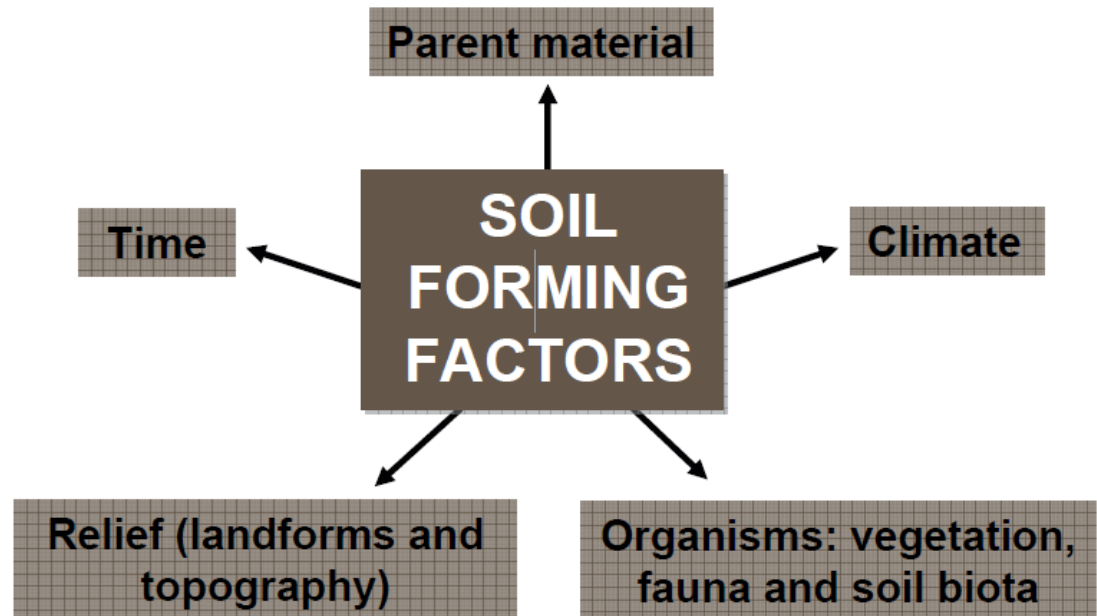 Parent material
SOIL
FORMING
FACTORS
Time
Climate
Relief (landforms and
topography)
Organisms: vegetation,
fauna and soil biota